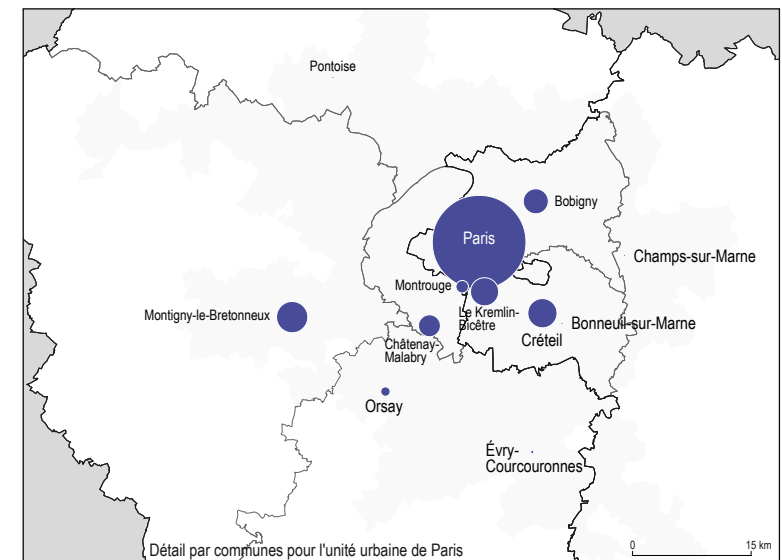 Pontoise
Bobigny
Paris
Champs-sur-Marne
Montrouge
Montigny-le-Bretonneux
Le Kremlin-
Bicêtre
Bonneuil-sur-Marne
Créteil
Châtenay-
Malabry
Orsay
Évry-
Courcouronnes
Détail par communes pour l'unité urbaine de Paris
0 15 km